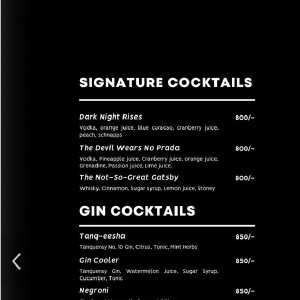 SIGNATURE COCKTAILS
Dark Night Rises 800/-
Vodka, orange juice, blue curacao, cranberry juice,
peach, schnapps
The Devil Wears No Prada 800/-
Vodka, Pineapple juice, Cranberry juice, orange juice,
Grenadine, Passion juice, Lime juice.
The Not-So-Great Gatsby 800/-
Whisky, Cinnamon, Sugar syrup, Lemon juice, Stoney
GIN COCKTAILS
Tanq-eesha 850/-
Tanqueray No. 10 Gin, Citrus, Tonic, Mint Herbs
Gin Cooler 850/-
Tanqueray Gin, Watermelon Juice, Sugar Syrup,
Cucumber, Tonic
Negroni 850/-